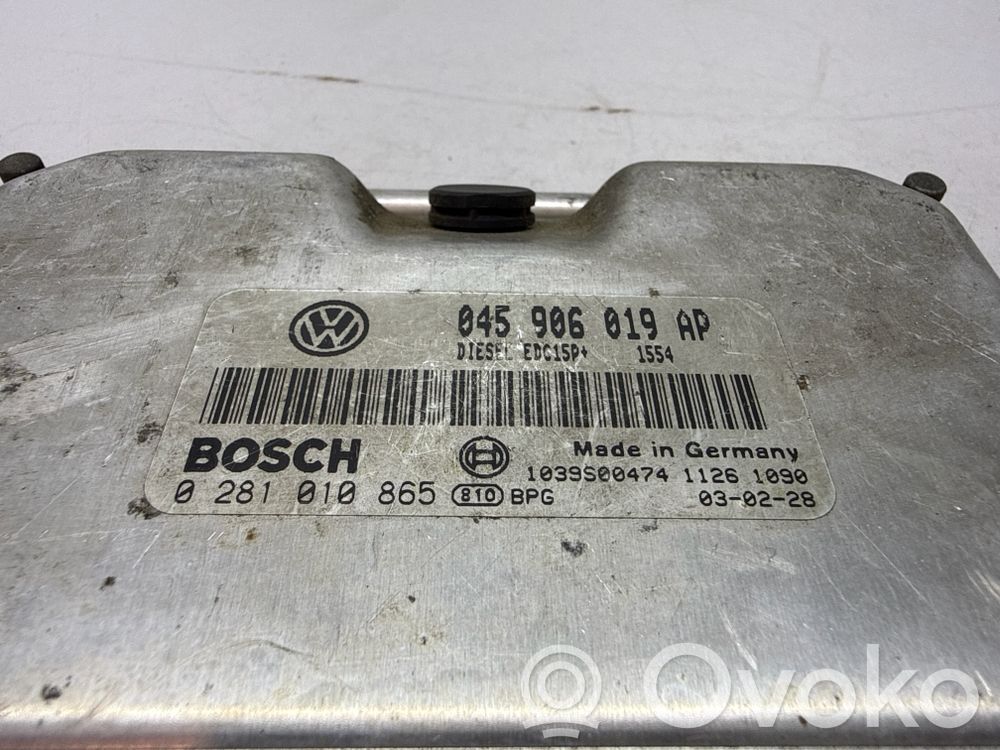 045 906 019 AP
DIESEL EDC15P+ 1554
BOSCH
Made in Germany
1039S00474 1126 1090
0 281 010 865 810 BPG 03-02-28
Ovoko